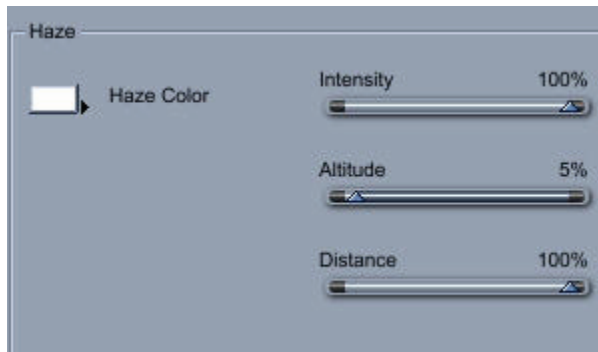 Haze
Haze Color
Intensity 100%
Altitude 5%
Distance 100%